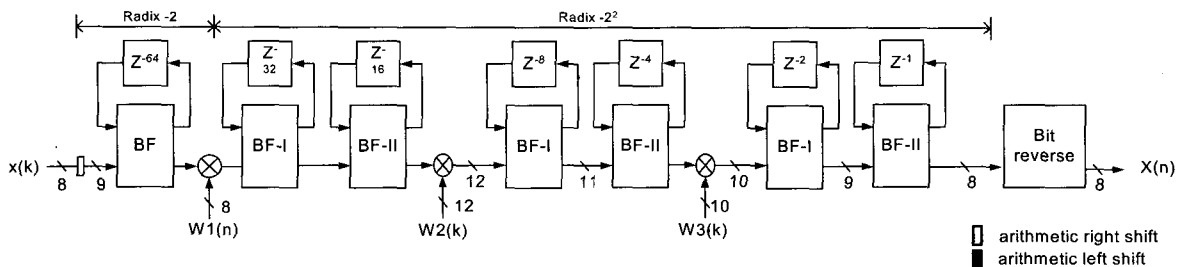 Radix -2
Radix -2²
Z-64
Z-
32
Z-
16
Z-8
Z-4
Z-2
Z-1
BF
BF-I
BF-II
BF-I
BF-II
BF-I
BF-II
Bit
reverse
x(k)
8
9
12
11
10
9
8
8
X(n)
8
12
10
W1(n)
W2(k)
W3(k)
arithmetic right shift
arithmetic left shift